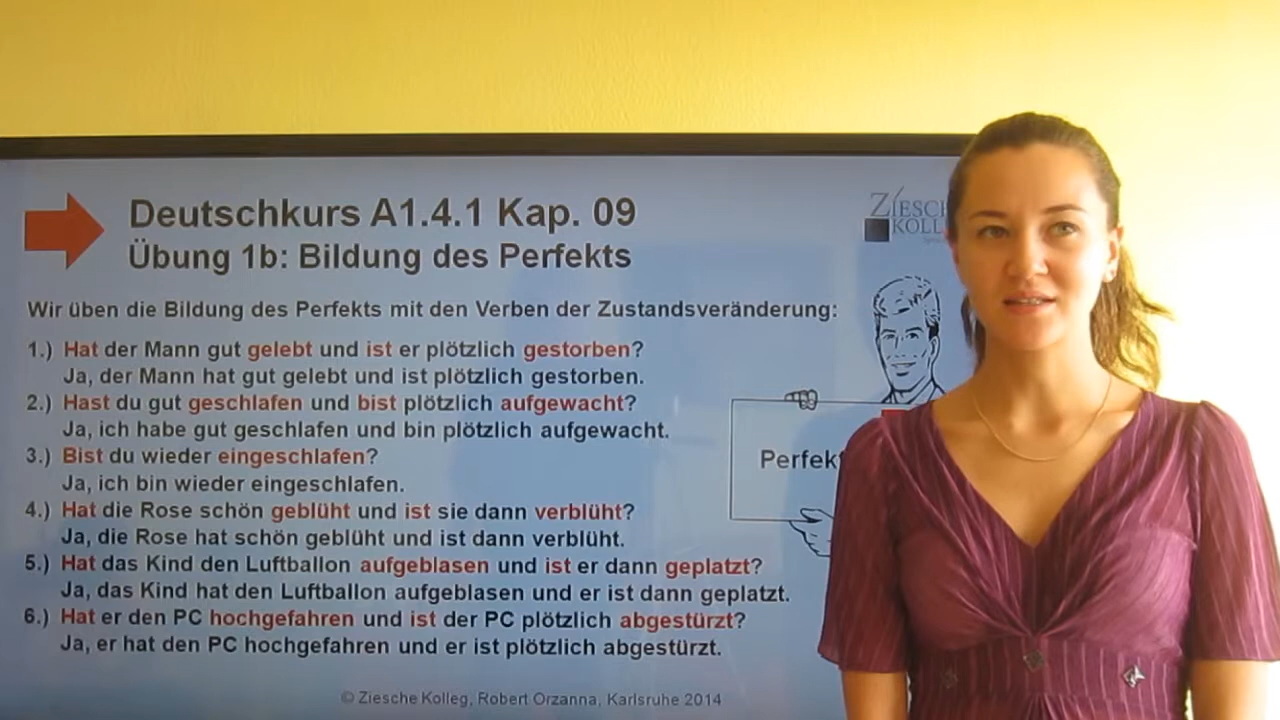 Deutschkurs A1.4.1 Kap. 09
Übung 1b: Bildung des Perfekts
Wir üben die Bildung des Perfekts mit den Verben der Zustandsveränderung:
1.) Hat der Mann gut gelebt und ist er plötzlich gestorben?
Ja, der Mann hat gut gelebt und ist plötzlich gestorben.
2.) Hast du gut geschlafen und bist plötzlich aufgewacht?
Ja, ich habe gut geschlafen und bin plötzlich aufgewacht.
3.) Bist du wieder eingeschlafen?
Ja, ich bin wieder eingeschlafen.
4.) Hat die Rose schön geblüht und ist sie dann verblüht?
Ja, die Rose hat schön geblüht und ist dann verblüht.
5.) Hat das Kind den Luftballon aufgeblasen und ist er dann geplatzt?
Ja, das Kind hat den Luftballon aufgeblasen und er ist dann geplatzt.
6.) Hat er den PC hochgefahren und ist der PC plötzlich abgestürzt?
Ja, er hat den PC hochgefahren und er ist plötzlich abgestürzt.
Perfekt
© Ziesche Kolleg, Robert Orzanna, Karlsruhe 2014